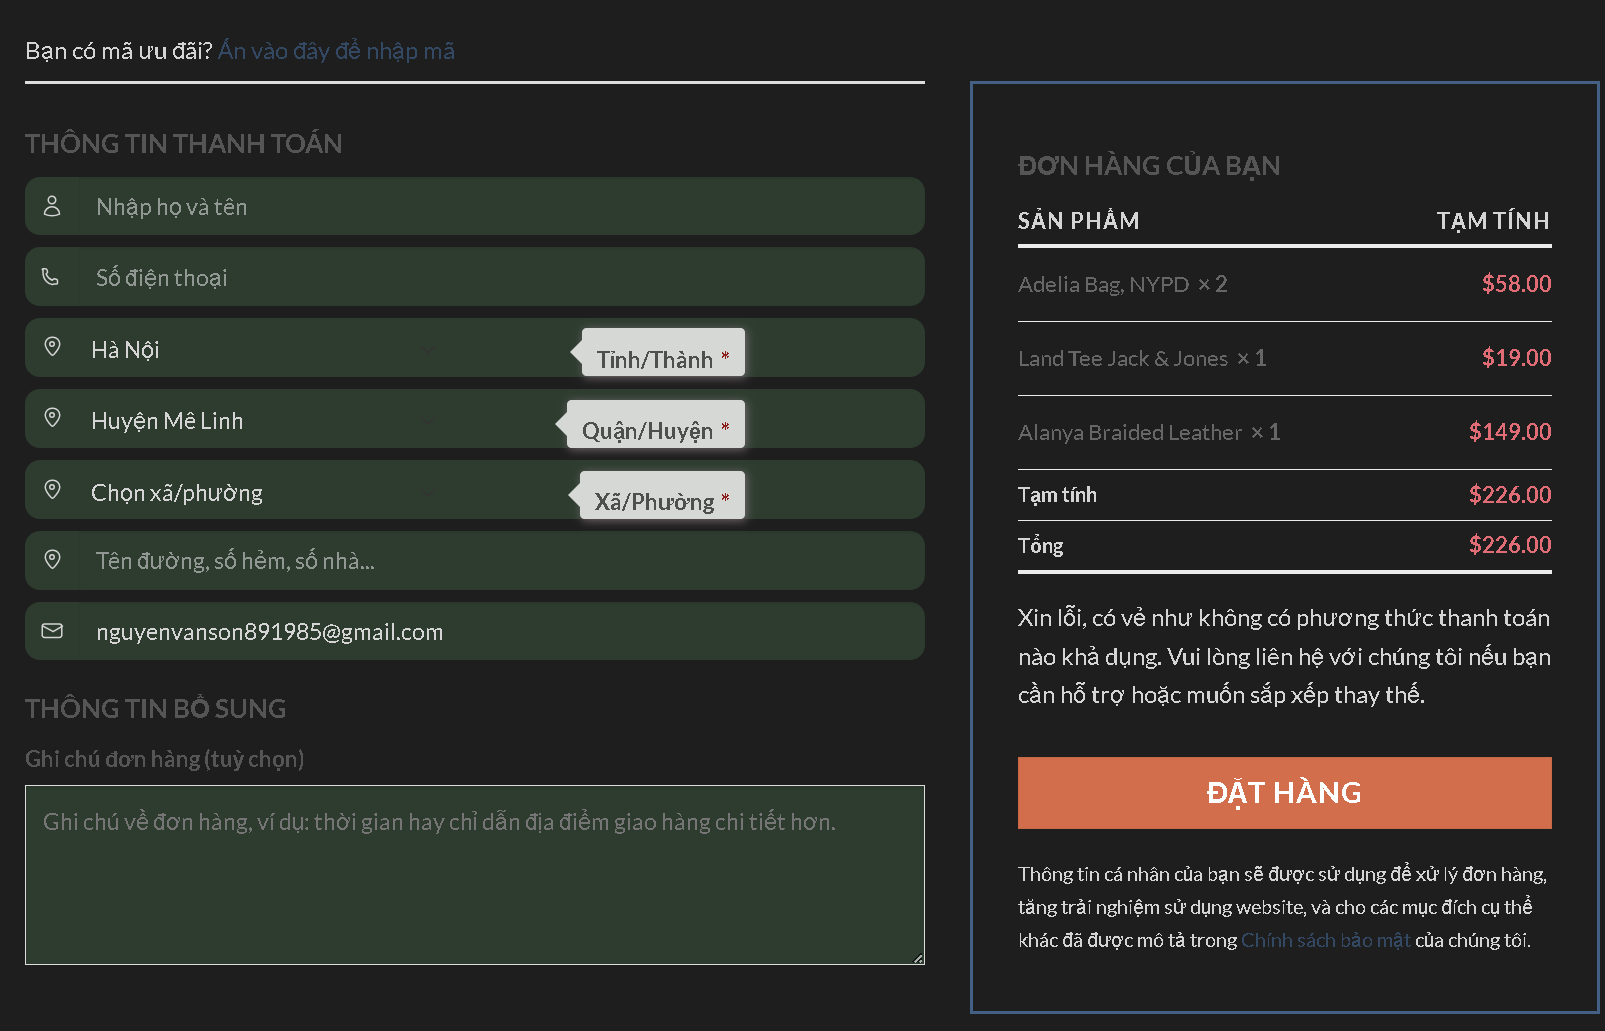 Bạn có mã ưu đãi? Ấn vào đây để nhập mã
THÔNG TIN THANH TOÁN
Nhập họ và tên
Số điện thoại
Hà Nội
Tỉnh/Thành *
Huyện Mê Linh
Quận/Huyện *
Chọn xã/phường
Xã/Phường *
Tên đường, số hẻm, số nhà...
nguyenvanson891985@gmail.com
THÔNG TIN BỔ SUNG
Ghi chú đơn hàng (tuỳ chọn)
Ghi chú về đơn hàng, ví dụ: thời gian hay chỉ dẫn địa điểm giao hàng chi tiết hơn.
ĐƠN HÀNG CỦA BẠN
SẢN PHẨM TẠM TÍNH
Adelia Bag, NYPD × 2 $58.00
Land Tee Jack & Jones × 1 $19.00
Alanya Braided Leather × 1 $149.00
Tạm tính $226.00
Tổng $226.00
Xin lỗi, có vẻ như không có phương thức thanh toán
nào khả dụng. Vui lòng liên hệ với chúng tôi nếu bạn
cần hỗ trợ hoặc muốn sắp xếp thay thế.
ĐẶT HÀNG
Thông tin cá nhân của bạn sẽ được sử dụng để xử lý đơn hàng,
tăng trải nghiệm sử dụng website, và cho các mục đích cụ thể
khác đã được mô tả trong Chính sách bảo mật của chúng tôi.